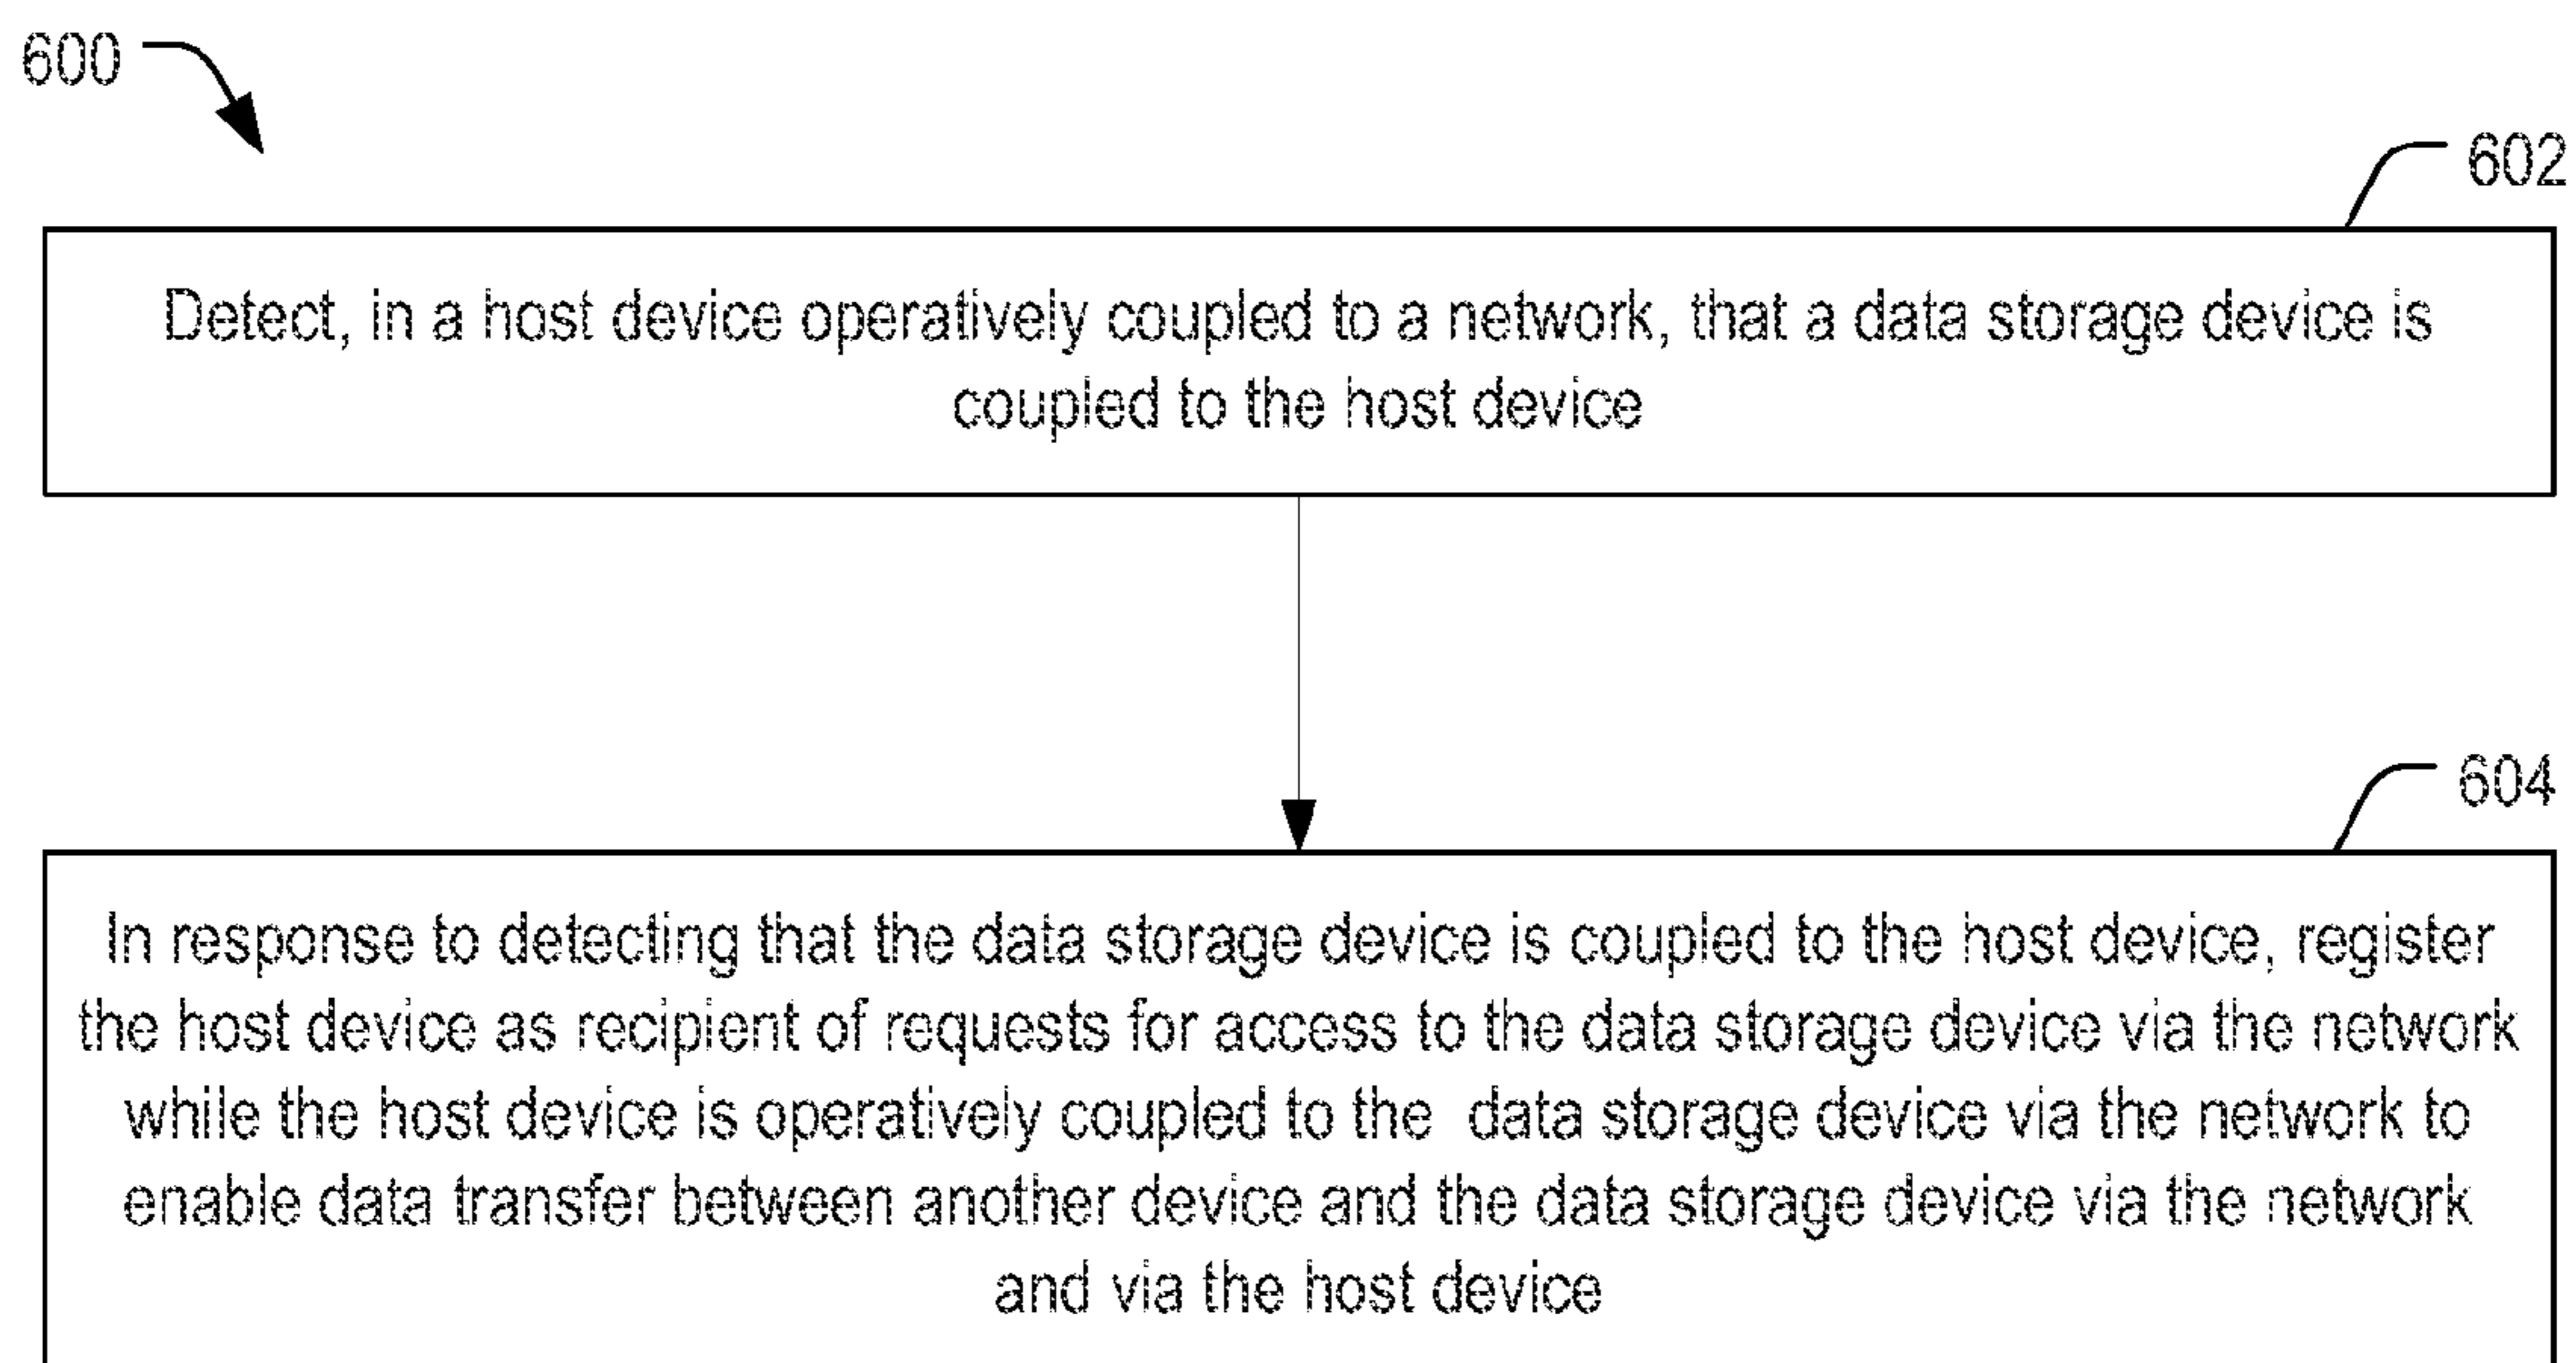 600
602
Detect, in a host device operatively coupled to a network, that a data storage device is
coupled to the host device
604
In response to detecting that the data storage device is coupled to the host device, register
the host device as recipient of requests for access to the data storage device via the network
while the host device is operatively coupled to the  data storage device via the network to
enable data transfer between another device and the data storage device via the network
and via the host device